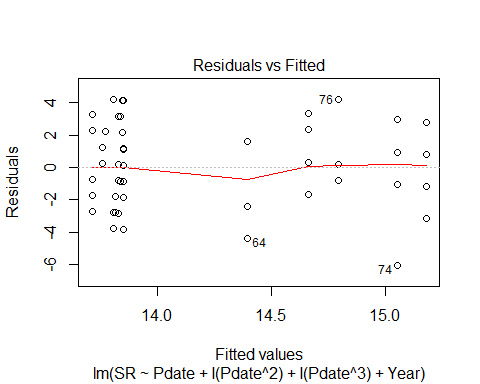 Residuals vs Fitted
Residuals
4
2
0
-2
-4
-6
76
64
74
14.0 14.5 15.0
Fitted values
lm(SR ~ Pdate + I(Pdate^2) + I(Pdate^3) + Year)